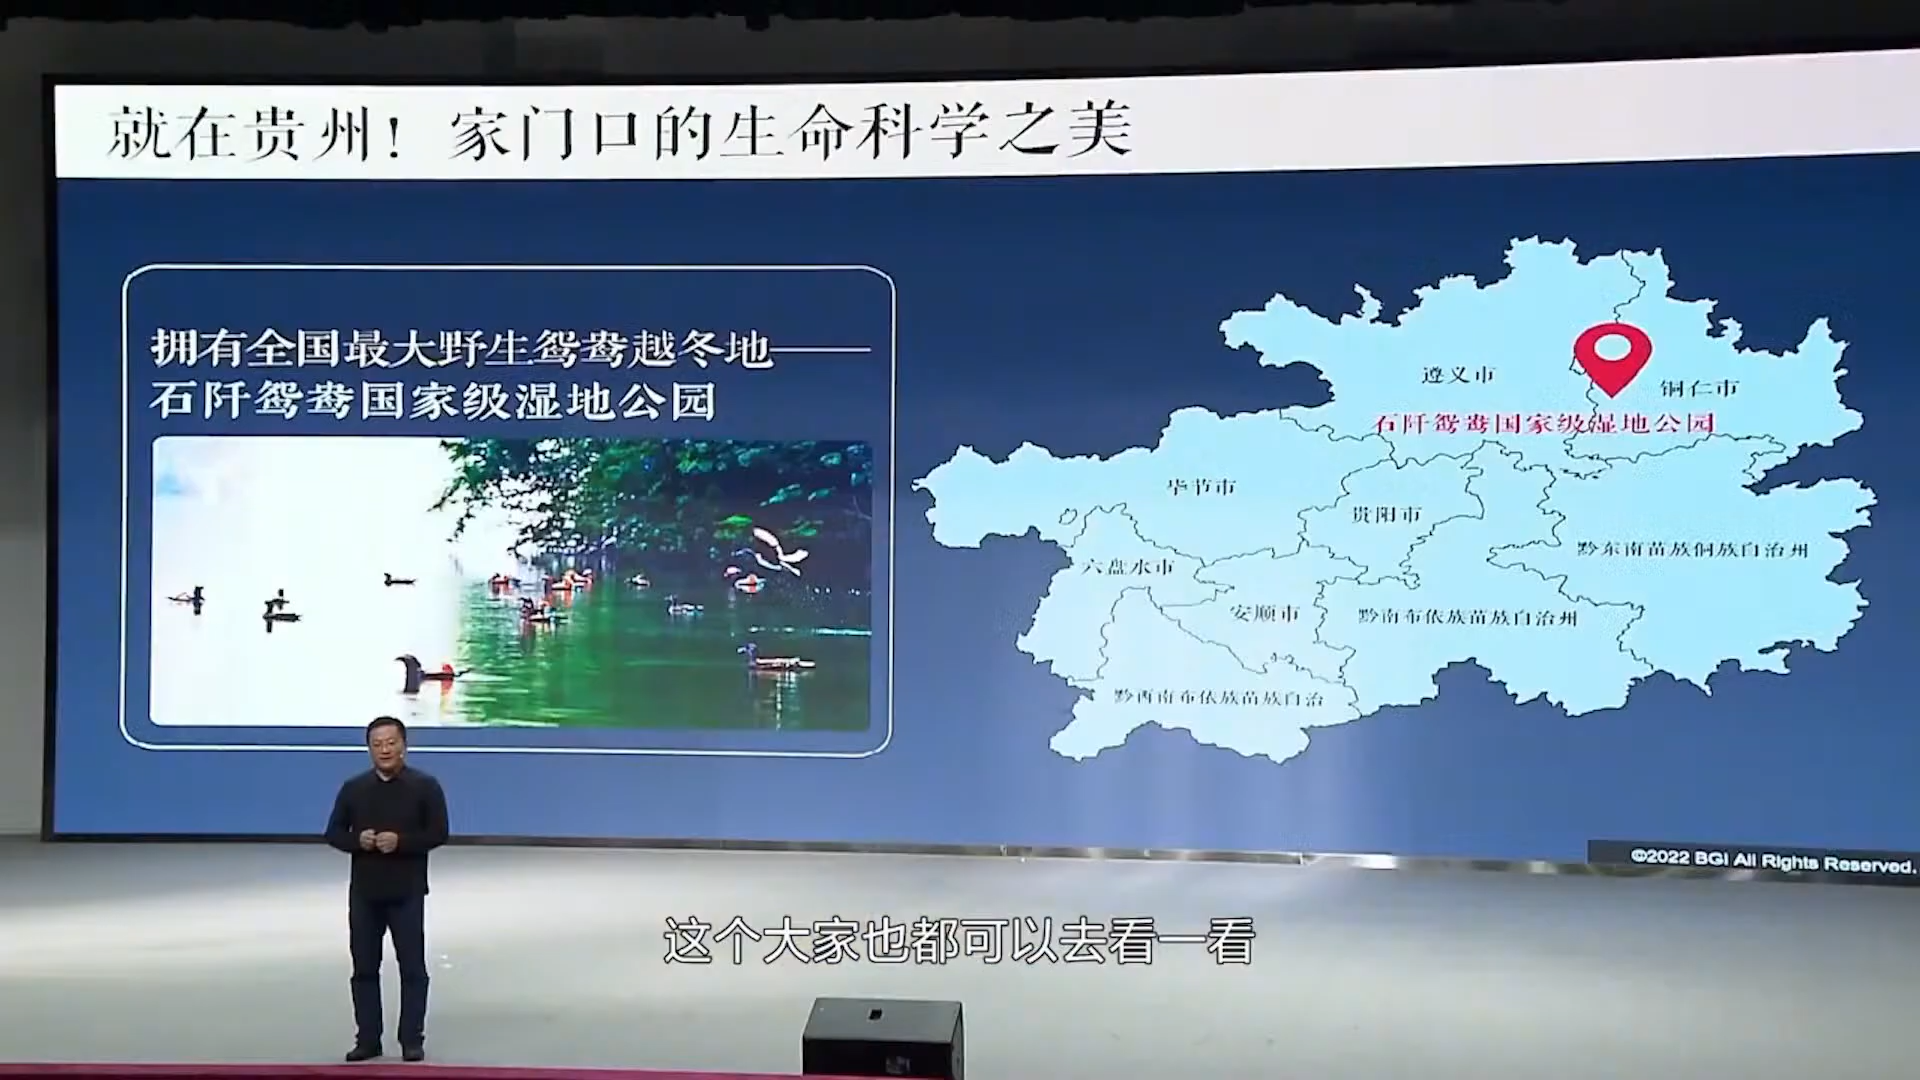 就在贵州！家门口的生命科学之美
拥有全国最大野生鸳鸯越冬地——
石阡鸳鸯国家级湿地公园
遵义市
铜仁市
石阡鸳鸯国家级湿地公园
毕节市
贵阳市
黔东南苗族侗族自治州
六盘水市
安顺市
黔南布依族苗族自治州
黔西南布依族苗族自治
©2022 BGI All Rights Reserved.
这个大家也都可以去看一看